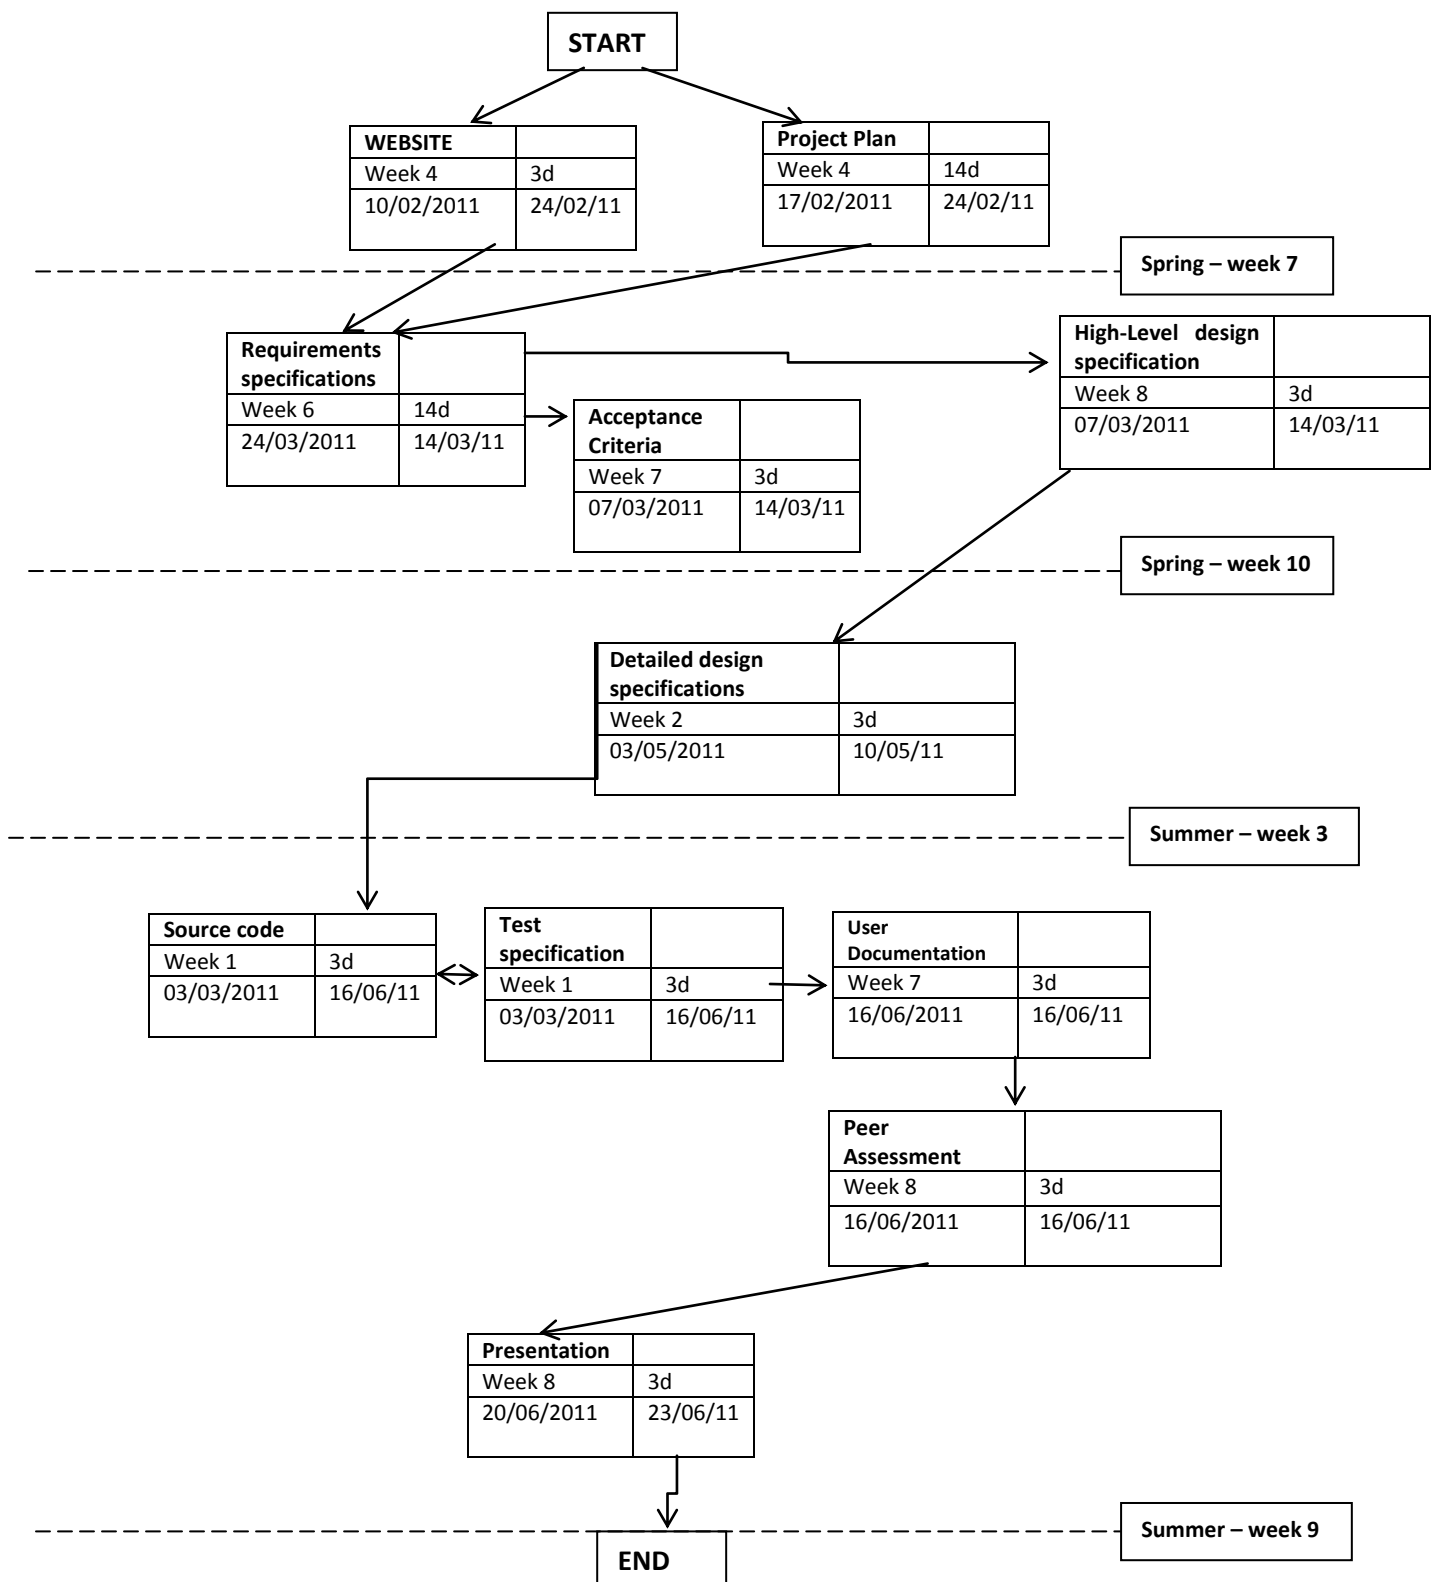 START
WEBSITE
Week 4 3d
10/02/2011 24/02/11
Project Plan
Week 4 14d
17/02/2011 24/02/11
Spring – week 7
Requirements
specifications
Week 6 14d
24/03/2011 14/03/11
High-Level design
specification
Week 8 3d
07/03/2011 14/03/11
Acceptance
Criteria
Week 7 3d
07/03/2011 14/03/11
Spring – week 10
Detailed design
specifications
Week 2 3d
03/05/2011 10/05/11
Summer – week 3
Source code
Week 1 3d
03/03/2011 16/06/11
Test
specification
Week 1 3d
03/03/2011 16/06/11
User
Documentation
Week 7 3d
16/06/2011 16/06/11
Peer
Assessment
Week 8 3d
16/06/2011 16/06/11
Presentation
Week 8 3d
20/06/2011 23/06/11
Summer – week 9
END